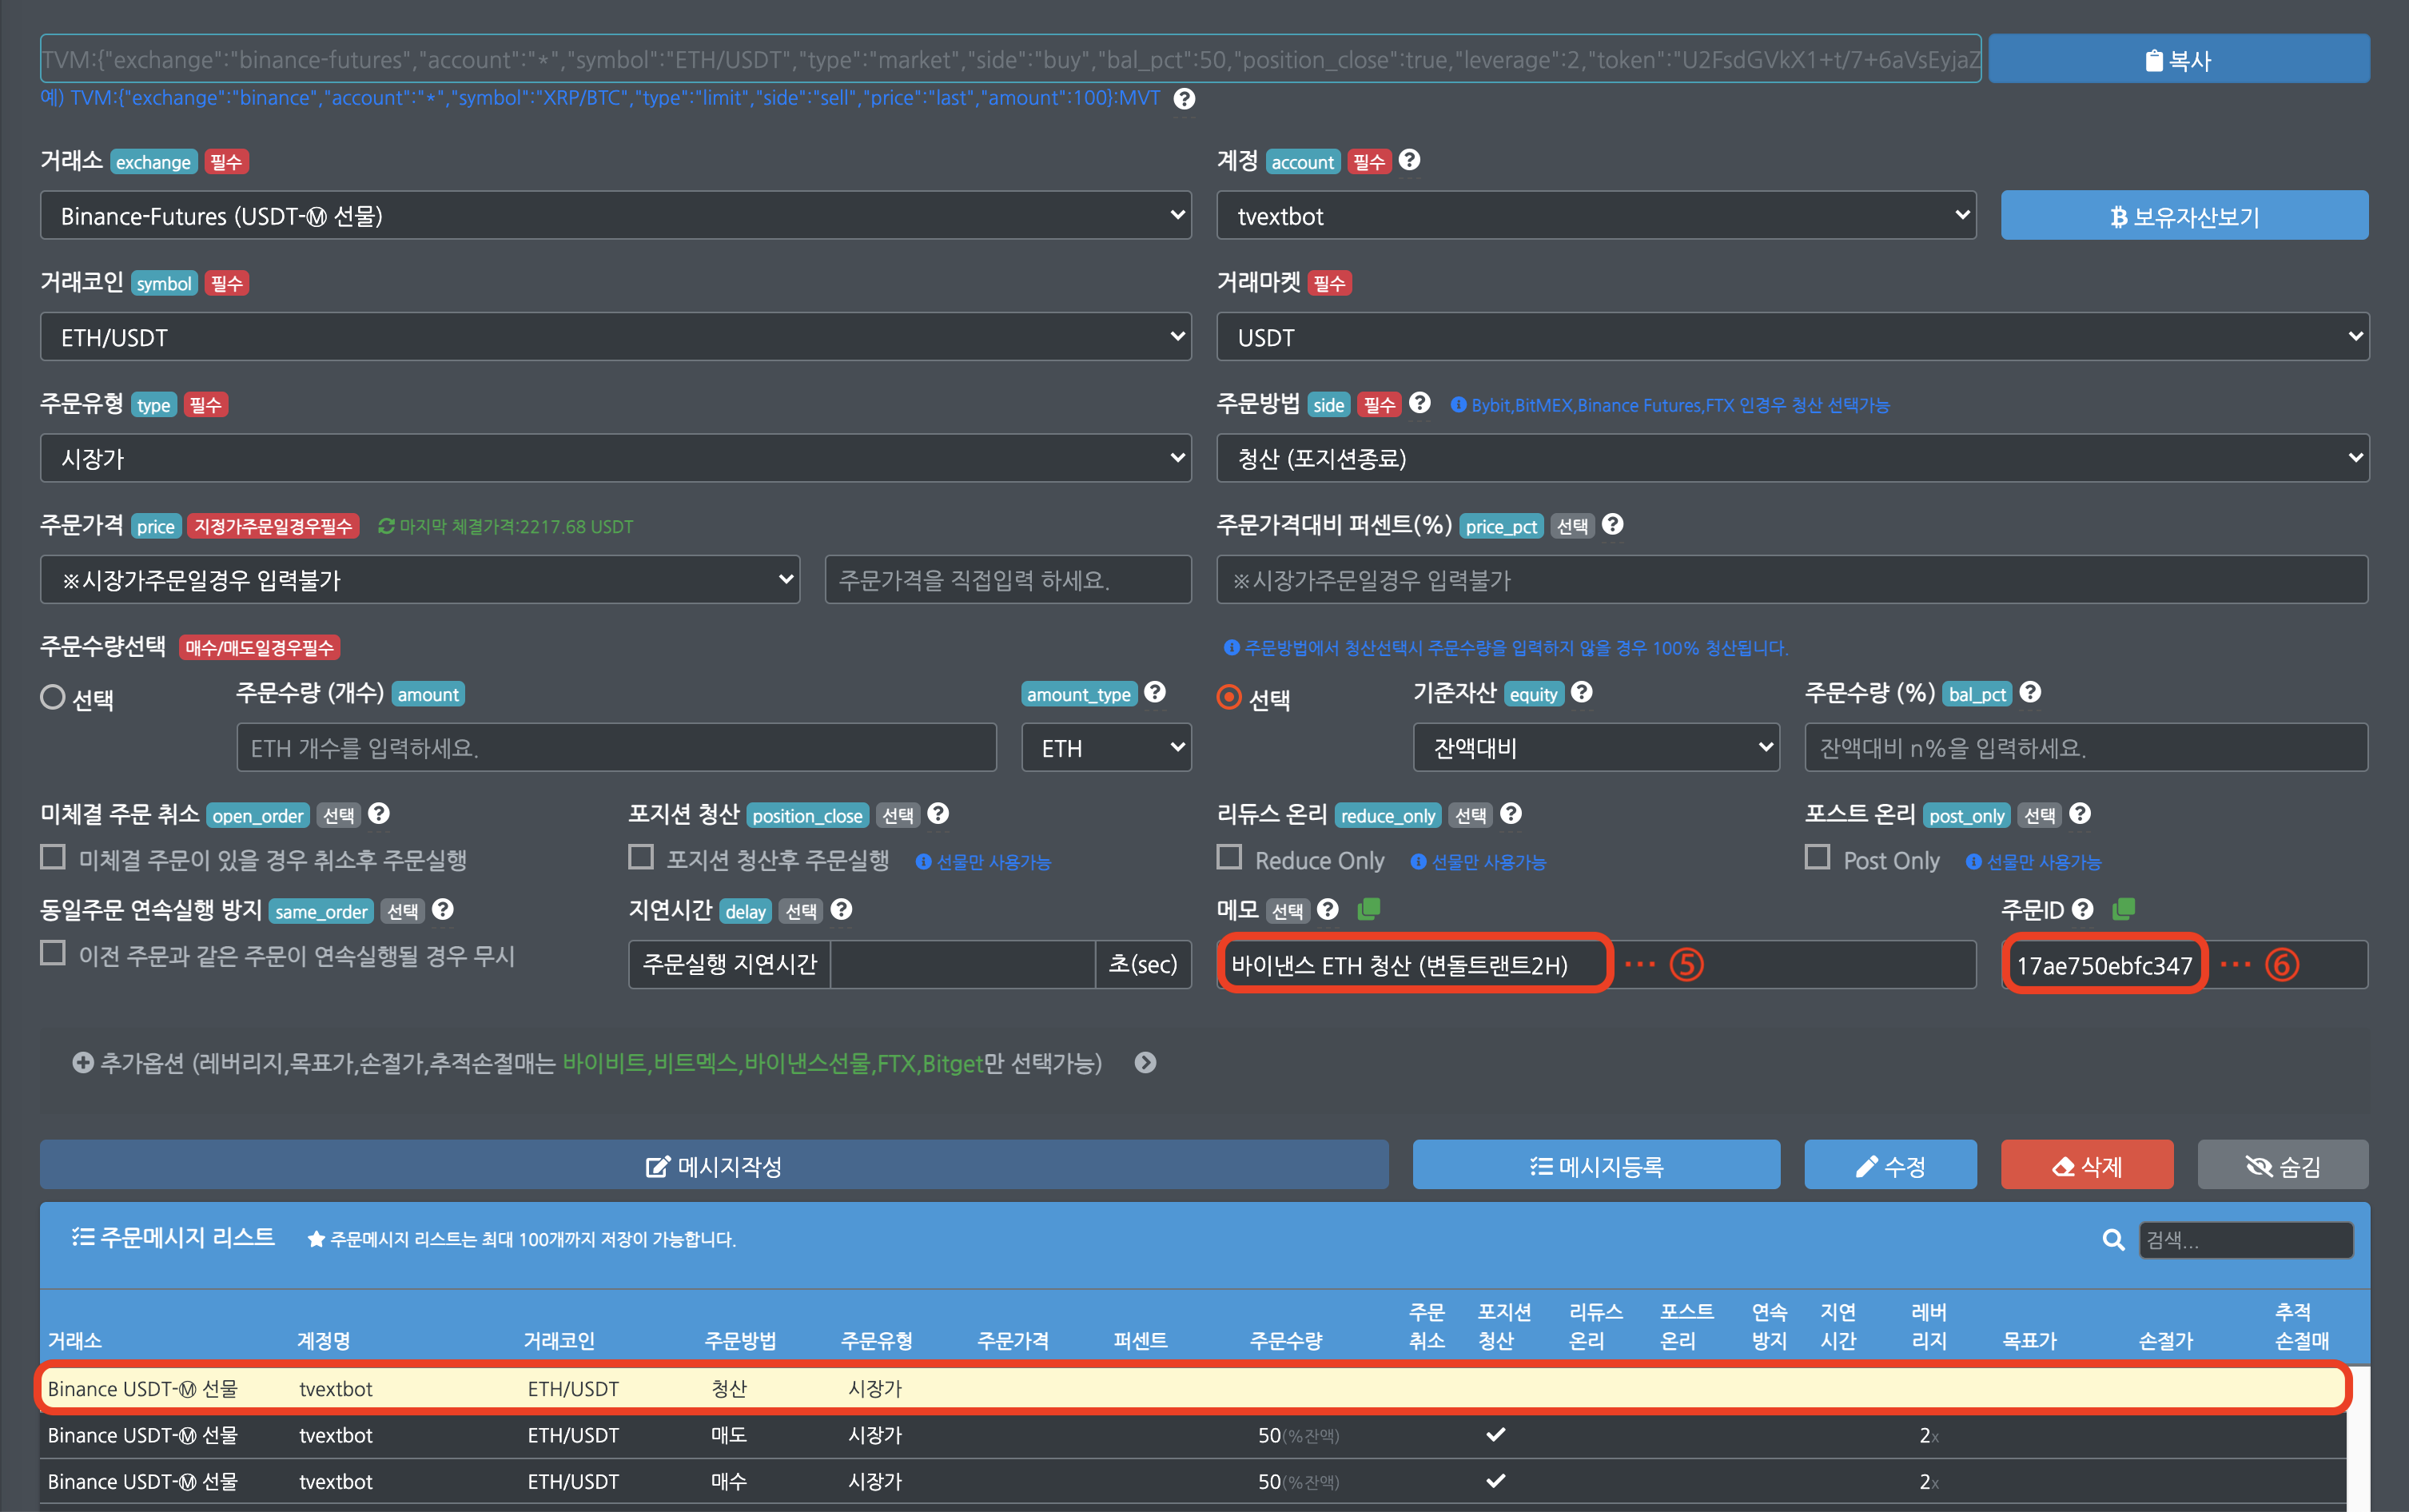 TVM:{"exchange":"binance-futures","account":"*","symbol":"ETH/USDT","type":"market","side":"buy","bal_pct":50,"position_close":true,"leverage":2,"token":"U2FsdGVkX1+t/7+6aVsEyjaZ
복사
예) TVM:{"exchange":"binance","account":"*","symbol":"XRP/BTC","type":"limit","side":"sell","price":"last","amount":100}:MVT
거래소 exchange 필수
계정 account 필수
Binance-Futures (USDT-Ⓜ 선물)
tvextbot
보유자산보기
거래코인 symbol 필수
거래마켓 필수
ETH/USDT
USDT
주문유형 type 필수
주문방법 side 필수 Bybit,BitMEX,Binance Futures,FTX 인경우 청산 선택가능
시장가
청산 (포지션종료)
주문가격 price 지정가주문일경우필수 마지막 체결가격:2217.68 USDT
주문가격대비 퍼센트(%) price_pct 선택
※시장가주문일경우 입력불가
주문가격을 직접입력 하세요.
※시장가주문일경우 입력불가
주문수량선택 매수/매도일경우필수
주문방법에서 청산선택시 주문수량을 입력하지 않을 경우 100% 청산됩니다.
선택
주문수량 (개수) amount
amount_type
선택
기준자산 equity
주문수량 (%) bal_pct
ETH 개수를 입력하세요.
ETH
잔액대비
잔액대비 n%을 입력하세요.
미체결 주문 취소 open_order 선택
포지션 청산 position_close 선택
리듀스 온리 reduce_only 선택
포스트 온리 post_only 선택
미체결 주문이 있을 경우 취소후 주문실행
포지션 청산후 주문실행 선물만 사용가능
Reduce Only 선물만 사용가능
Post Only 선물만 사용가능
동일주문 연속실행 방지 same_order 선택
지연시간 delay 선택
메모 선택
주문ID
이전 주문과 같은 주문이 연속실행될 경우 무시
주문실행 지연시간
초(sec)
바이낸스 ETH 청산 (변돌트랜트2H) ··· ⑤
17ae750ebfc347 ··· ⑥
추가옵션 (레버리지,목표가,손절가,추적손절매는 바이비트,비트멕스,바이낸스선물,FTX,Bitget만 선택가능)
메시지작성
메시지등록
수정
삭제
숨김
주문메시지 리스트 ★ 주문메시지 리스트는 최대 100개까지 저장이 가능합니다.
검색...
거래소 계정명 거래코인 주문방법 주문유형 주문가격 퍼센트 주문수량 주문취소 포지션청산 리듀스온리 포스트온리 연속방지 지연시간 레버리지 목표가 손절가 추적손절매
Binance USDT-Ⓜ 선물 tvextbot ETH/USDT 청산 시장가
Binance USDT-Ⓜ 선물 tvextbot ETH/USDT 매도 시장가 50(%잔액) ✔ 2x
Binance USDT-Ⓜ 선물 tvextbot ETH/USDT 매수 시장가 50(%잔액) ✔ 2x